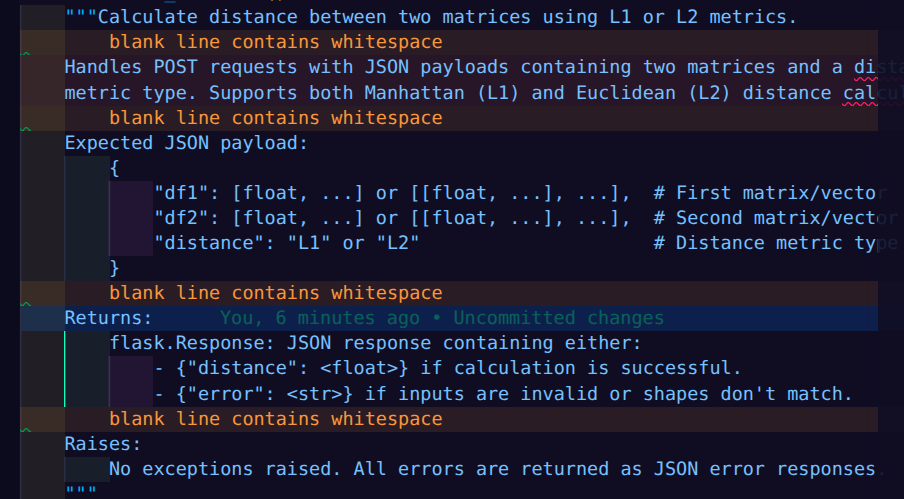 """Calculate distance between two matrices using L1 or L2 metrics.
blank line contains whitespace
Handles POST requests with JSON payloads containing two matrices and a dista
metric type. Supports both Manhattan (L1) and Euclidean (L2) distance calcul
blank line contains whitespace
Expected JSON payload:
{
"df1": [float, ...] or [[float, ...], ...],  # First matrix/vector
"df2": [float, ...] or [[float, ...], ...],  # Second matrix/vector
"distance": "L1" or "L2"                     # Distance metric type
}
blank line contains whitespace
Returns:      You, 6 minutes ago • Uncommitted changes
flask.Response: JSON response containing either:
- {"distance": <float>} if calculation is successful.
- {"error": <str>} if inputs are invalid or shapes don't match.
blank line contains whitespace
Raises:
No exceptions raised. All errors are returned as JSON error responses.
"""